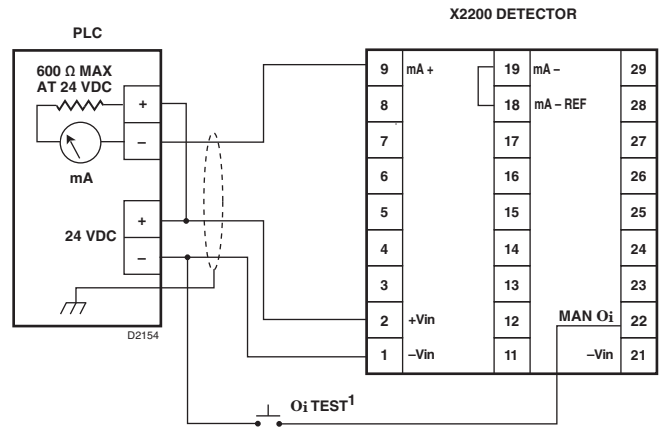 X2200 DETECTOR
PLC
600 Ω MAX
AT 24 VDC
+
–
mA
+
24 VDC
–
D2154
9 mA + 19 mA – 29
8 18 mA – REF 28
7 17 27
6 16 26
5 15 25
4 14 24
3 13 23
2 +Vin 12 MAN Oi 22
1 –Vin 11 –Vin 21
Oi TEST1